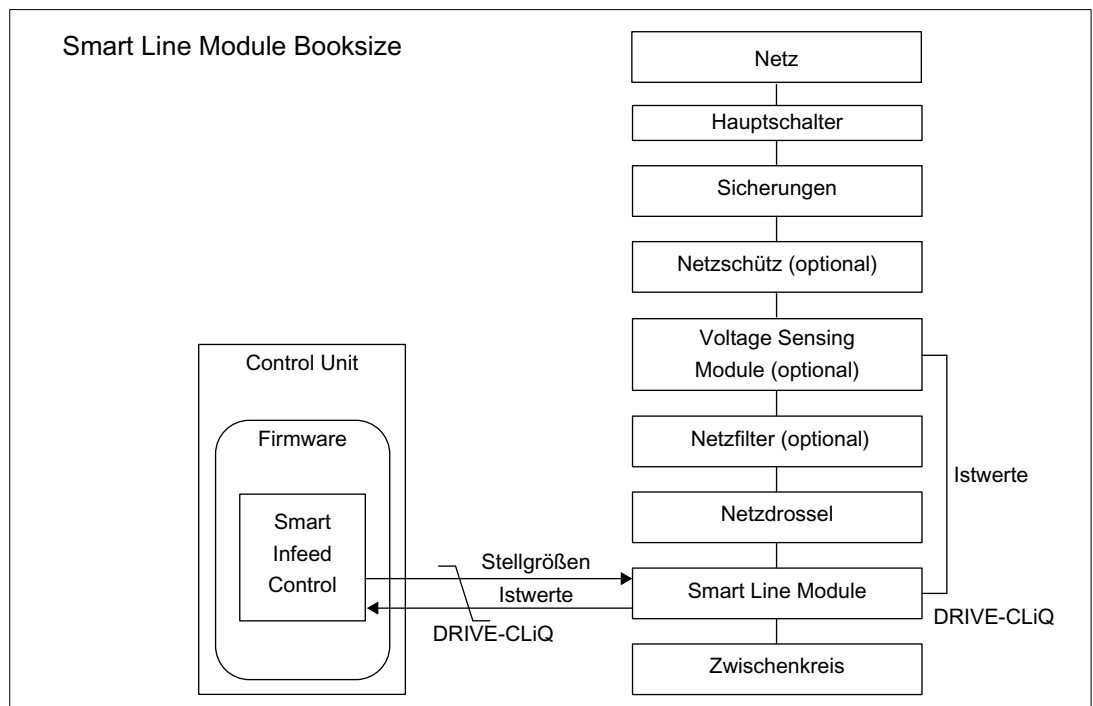 Smart Line Module Booksize
Netz
Hauptschalter
Sicherungen
Netzschütz (optional)
Voltage Sensing
Module (optional)
Netzfilter (optional)
Netzdrossel
Smart Line Module
Zwischenkreis
Istwerte
DRIVE-CLiQ
Control Unit
Firmware
Smart
Infeed
Control
Stellgrößen
Istwerte
DRIVE-CLiQ